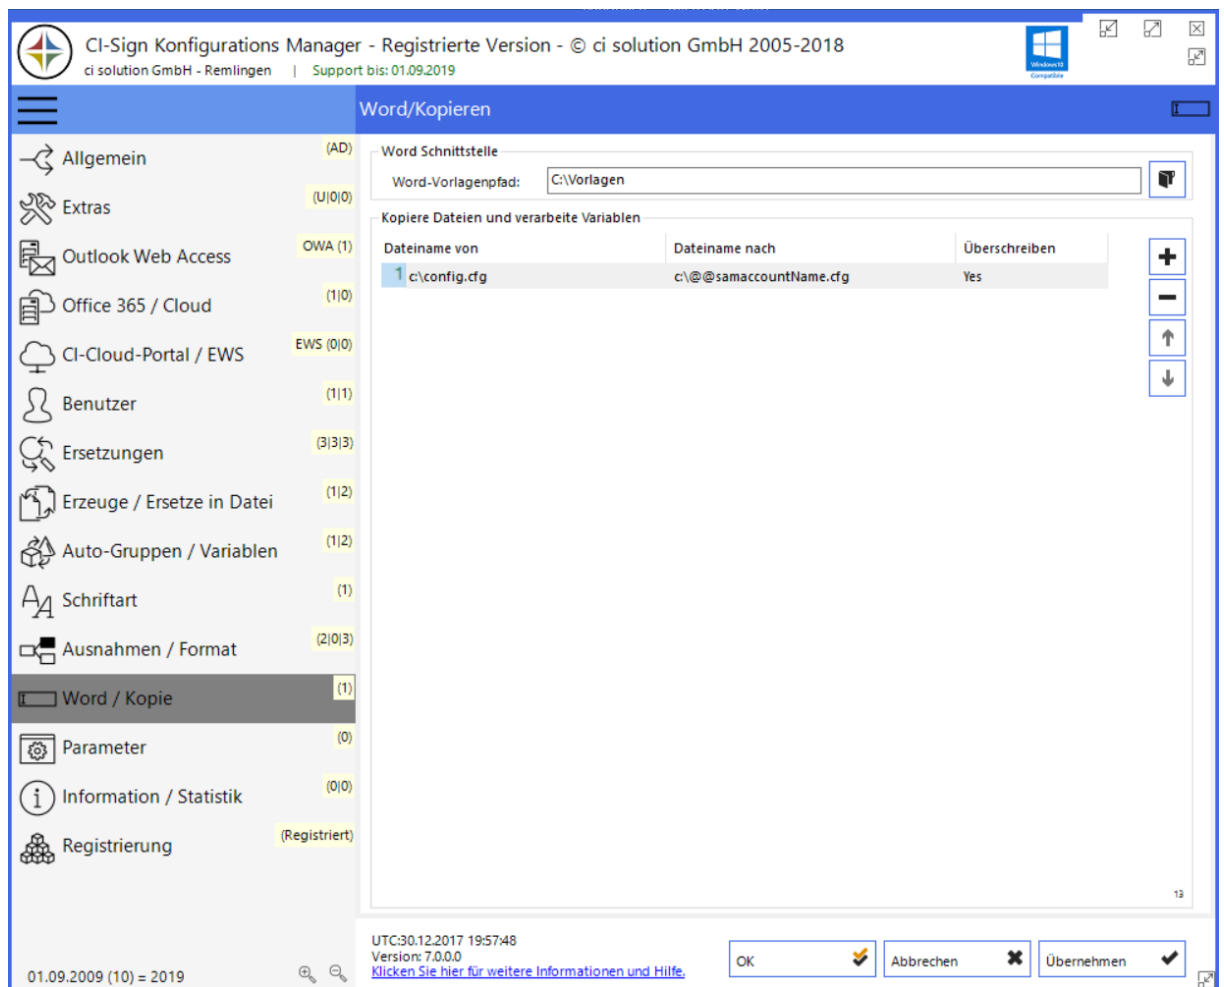 CI-Sign Konfigurations Manager - Registrierte Version - © ci solution GmbH 2005-2018
ci solution GmbH - Remlingen | Support bis: 01.09.2019
Windows10
Compatible
Word/Kopieren
Allgemein (AD)
Extras (U|0|0)
Outlook Web Access OWA (1)
Office 365 / Cloud (1|0)
CI-Cloud-Portal / EWS EWS (0|0)
Benutzer (1|1)
Ersetzungen (3|3|3)
Erzeuge / Ersetze in Datei (1|2)
Auto-Gruppen / Variablen (1|2)
Schriftart (1)
Ausnahmen / Format (2|0|3)
Word / Kopie (1)
Parameter (0)
Information / Statistik (0|0)
Registrierung (Registriert)
01.09.2009 (10) = 2019
Word Schnittstelle
Word-Vorlagenpfad: C:\Vorlagen
Kopiere Dateien und verarbeite Variablen
Dateiname von Dateiname nach Überschreiben
1 c:\config.cfg c:\@@samaccountName.cfg Yes
13
UTC:30.12.2017 19:57:48
Version: 7.0.0.0
Klicken Sie hier für weitere Informationen und Hilfe.
OK Abbrechen Übernehmen